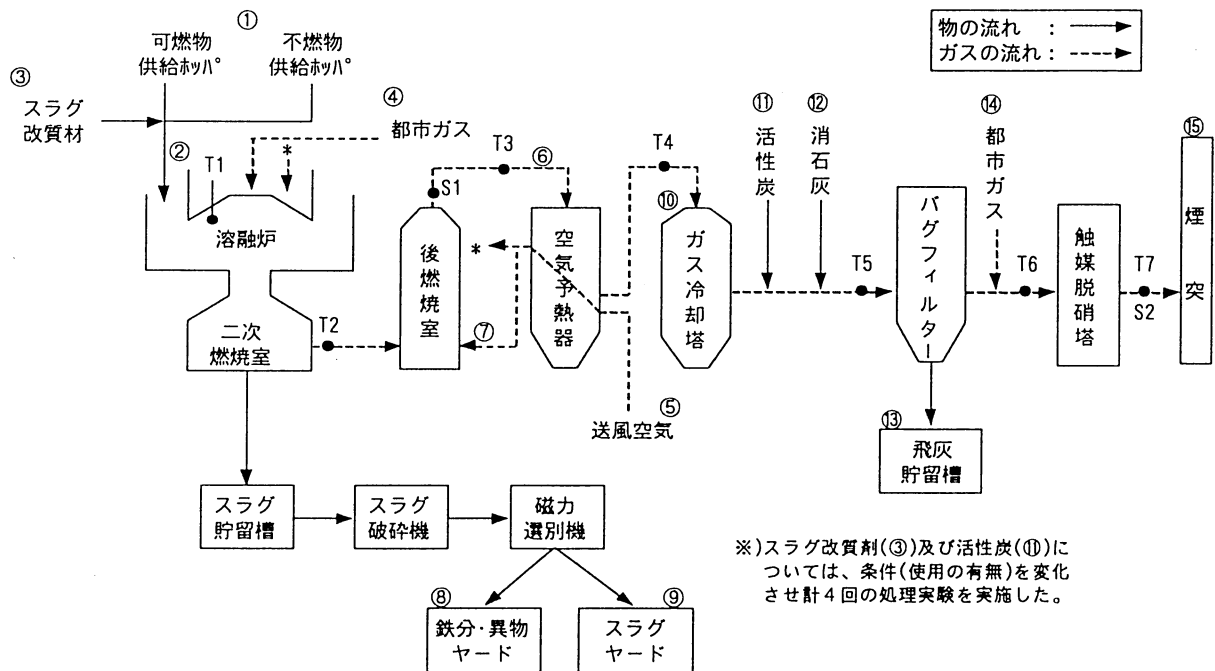 ①
可燃物
供給ホッパ
不燃物
供給ホッパ
物の流れ :
ガスの流れ:
③
スラグ
改質材
②
T1
*
④
都市ガス
溶融炉
二次
燃焼室
T2
S1
T3
⑥
後燃焼室
*
⑦
空気予熱器
⑤
送風空気
T4
⑩
ガス冷却塔
⑪
活性炭
⑫
消石灰
T5
バグフィルター
⑬
飛灰
貯留槽
⑭
都市ガス
T6
触媒脱硝塔
T7
S2
⑮
煙突
スラグ
貯留槽
スラグ
破砕機
磁力
選別機
⑧
鉄分・異物
ヤード
⑨
スラグ
ヤード
※)スラグ改質剤(③)及び活性炭(⑪)に
ついては、条件(使用の有無)を変化
させ計4回の処理実験を実施した。